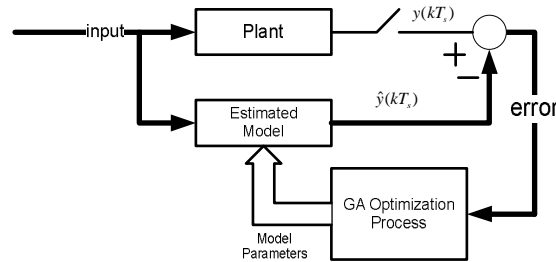 input
Plant
y(kTₛ)
+
−
Estimated
Model
ŷ(kTₛ)
error
GA Optimization
Process
Model
Parameters